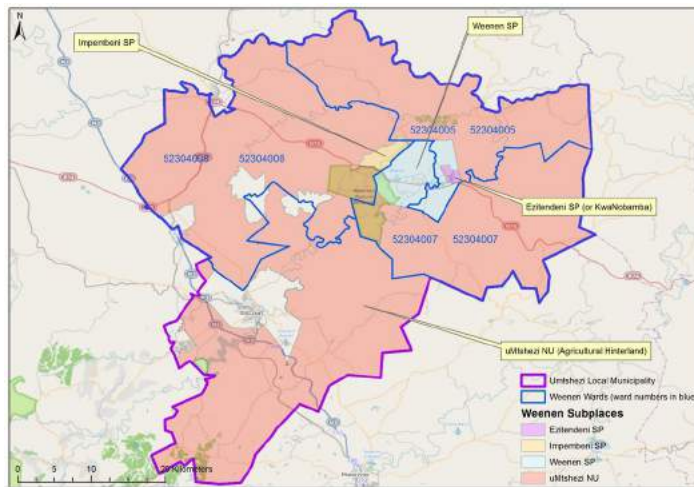 N
Impembeni SP
Weenen SP
52304005
52304005
52304008
52304008
Ezitendeni SP (or KwaNobamba)
52304007
52304007
uMtshezi NU (Agricultural Hinterland)
Umtshezi Local Municipality
Weenen Wards (ward numbers in blue
Weenen Subplaces
Ezitendeni SP
Impembeni SP
Weenen SP
uMtshezi NU
0
5
10
20 Kilometers